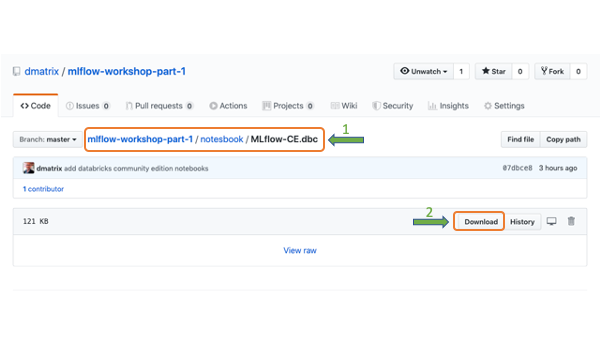 dmatrix / mlflow-workshop-part-1
Unwatch 1 Star 0 Fork 0
Code Issues 0 Pull requests 0 Actions Projects 0 Wiki Security Insights Settings
1
Branch: master mlflow-workshop-part-1 / notesbook / MLflow-CE.dbc Find file Copy path
dmatrix add databricks community edition notebooks 07dbce8 3 hours ago
1 contributor
2
121 KB Download History
View raw